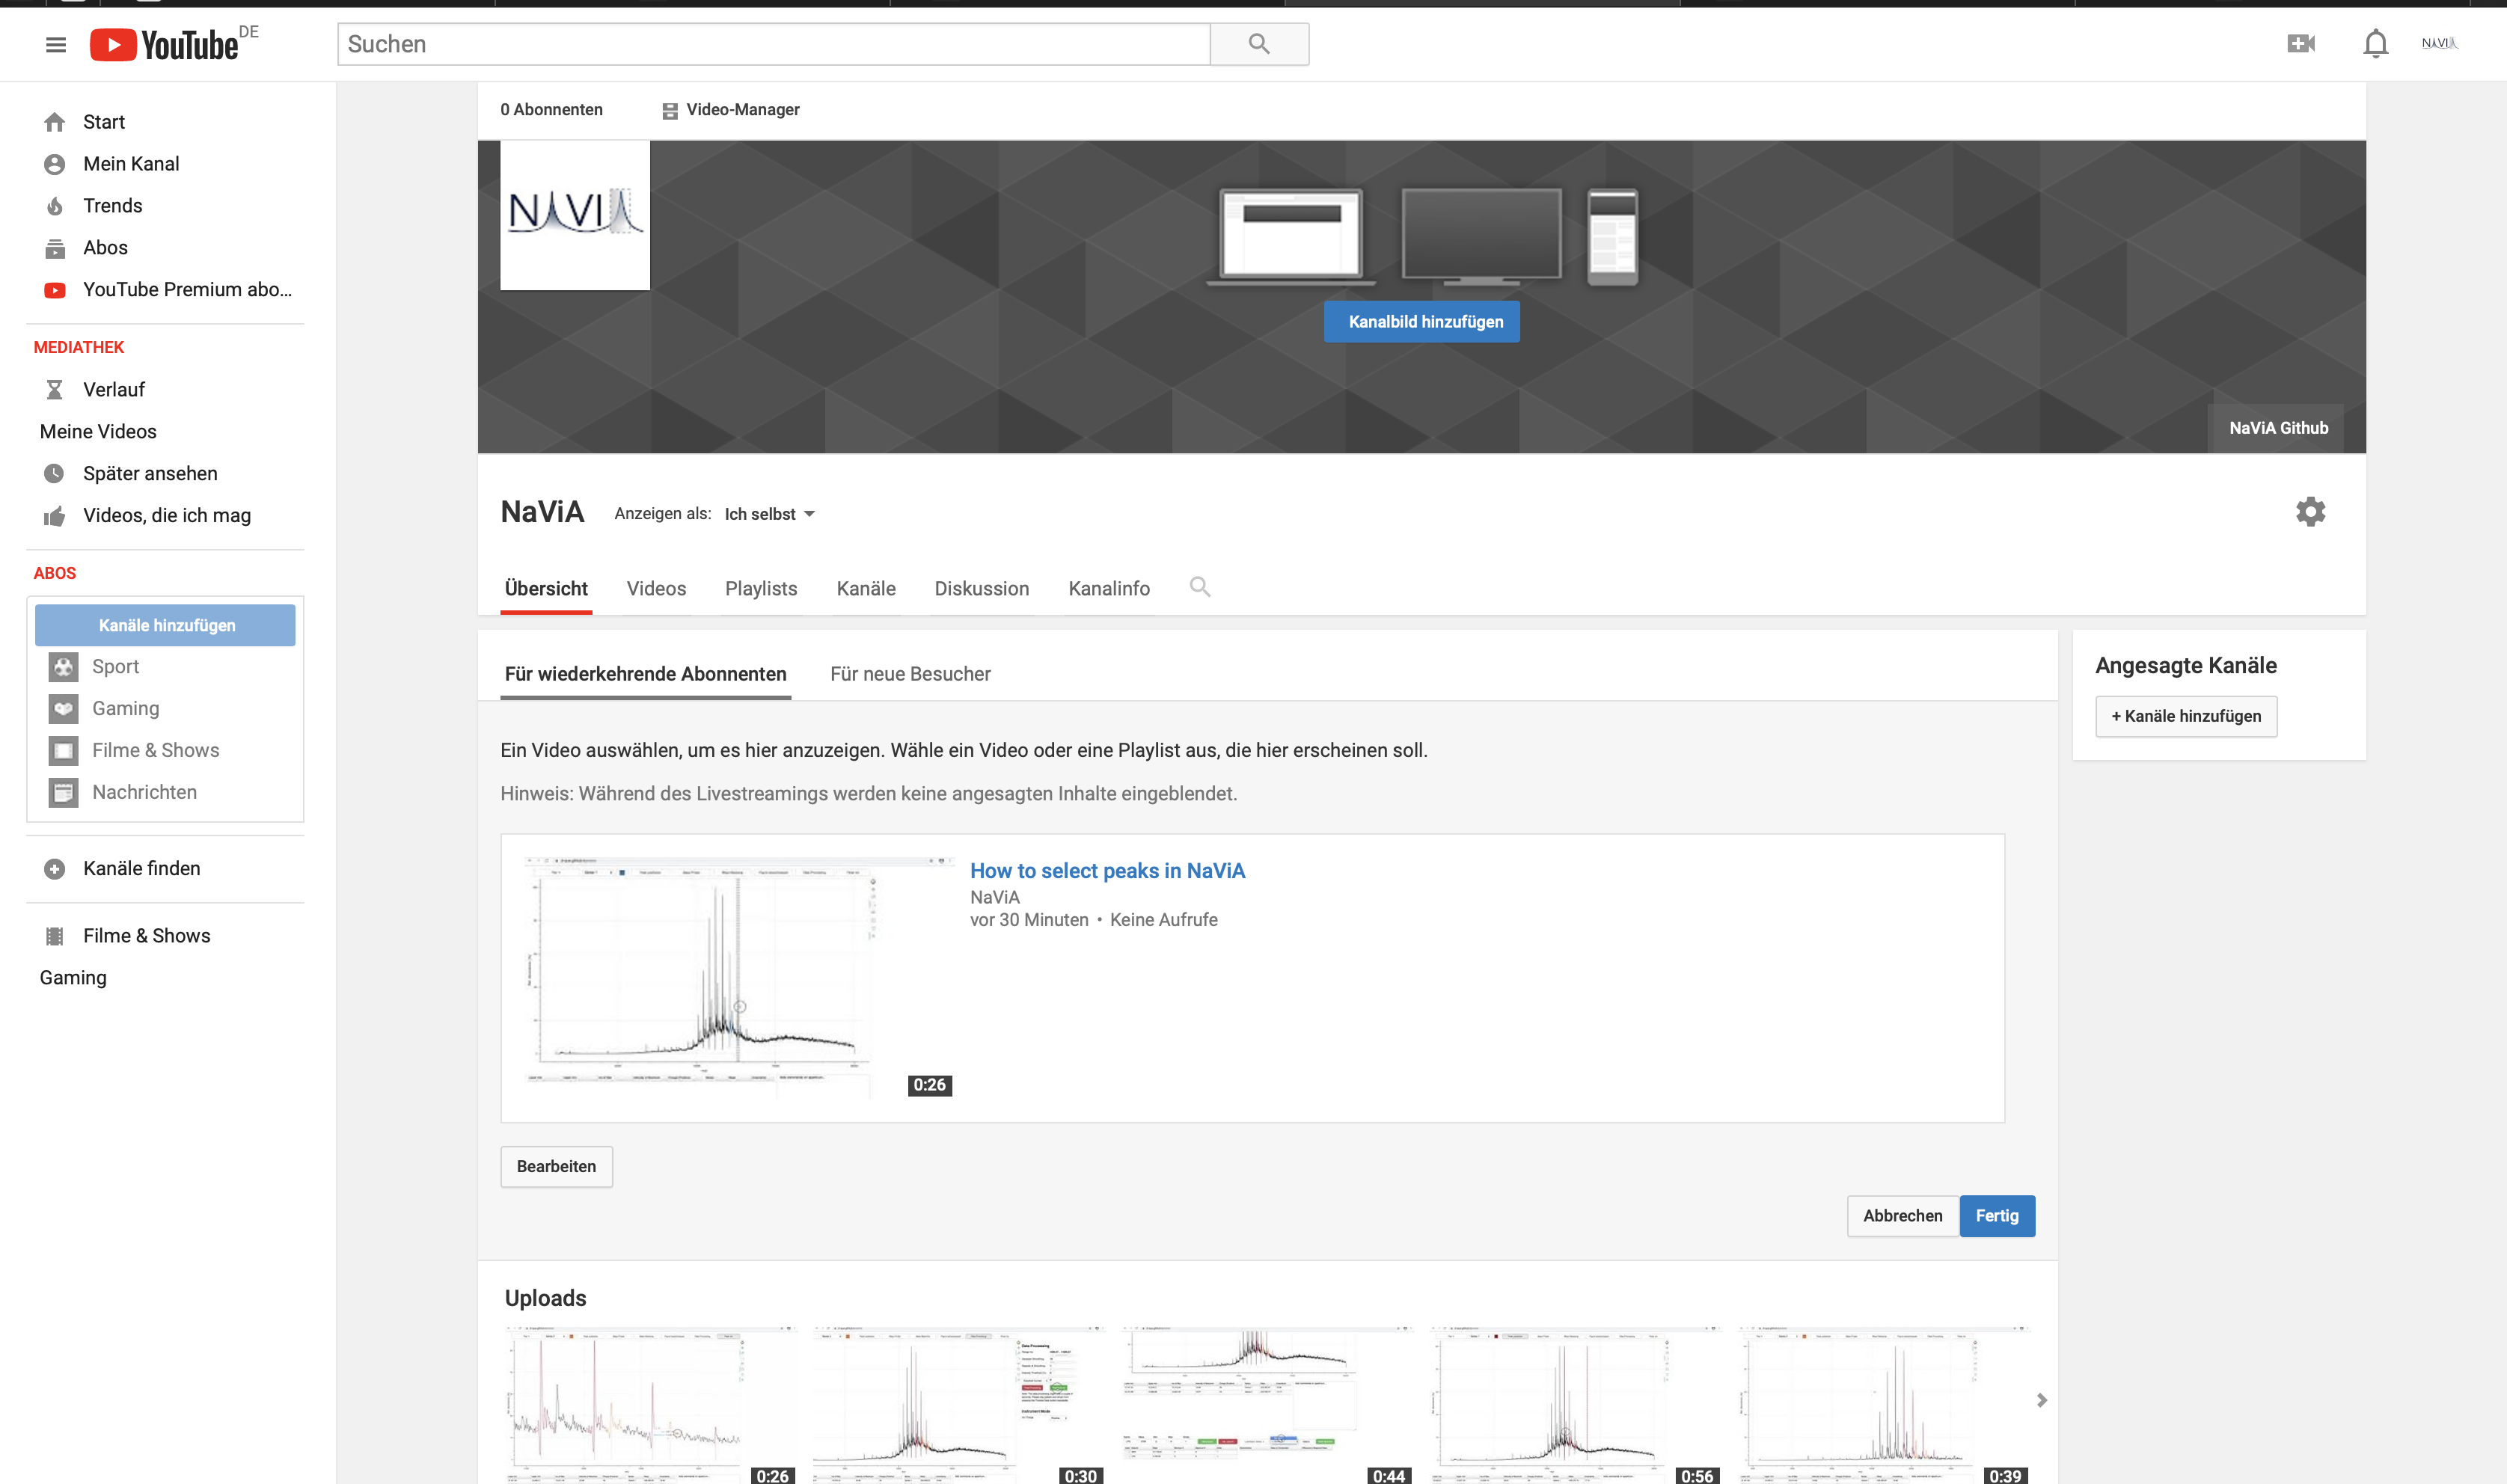 YouTube DE
Suchen
NAVIA
Start
Mein Kanal
Trends
Abos
YouTube Premium abo...
MEDIATHEK
Verlauf
Meine Videos
Später ansehen
Videos, die ich mag
ABOS
Kanäle hinzufügen
Sport
Gaming
Filme & Shows
Nachrichten
Kanäle finden
Filme & Shows
Gaming
0 Abonnenten
Video-Manager
NAVIA
Kanalbild hinzufügen
NaViA Github
NaViA
Anzeigen als: Ich selbst
Übersicht Videos Playlists Kanäle Diskussion Kanalinfo
Für wiederkehrende Abonnenten Für neue Besucher
Ein Video auswählen, um es hier anzuzeigen. Wähle ein Video oder eine Playlist aus, die hier erscheinen soll.
Hinweis: Während des Livestreamings werden keine angesagten Inhalte eingeblendet.
How to select peaks in NaViA
NaViA
vor 30 Minuten • Keine Aufrufe
0:26
Bearbeiten
Abbrechen Fertig
Angesagte Kanäle
+ Kanäle hinzufügen
Uploads
Data Processing
Instrument Mode
0:26
0:30
0:44
0:56
0:39